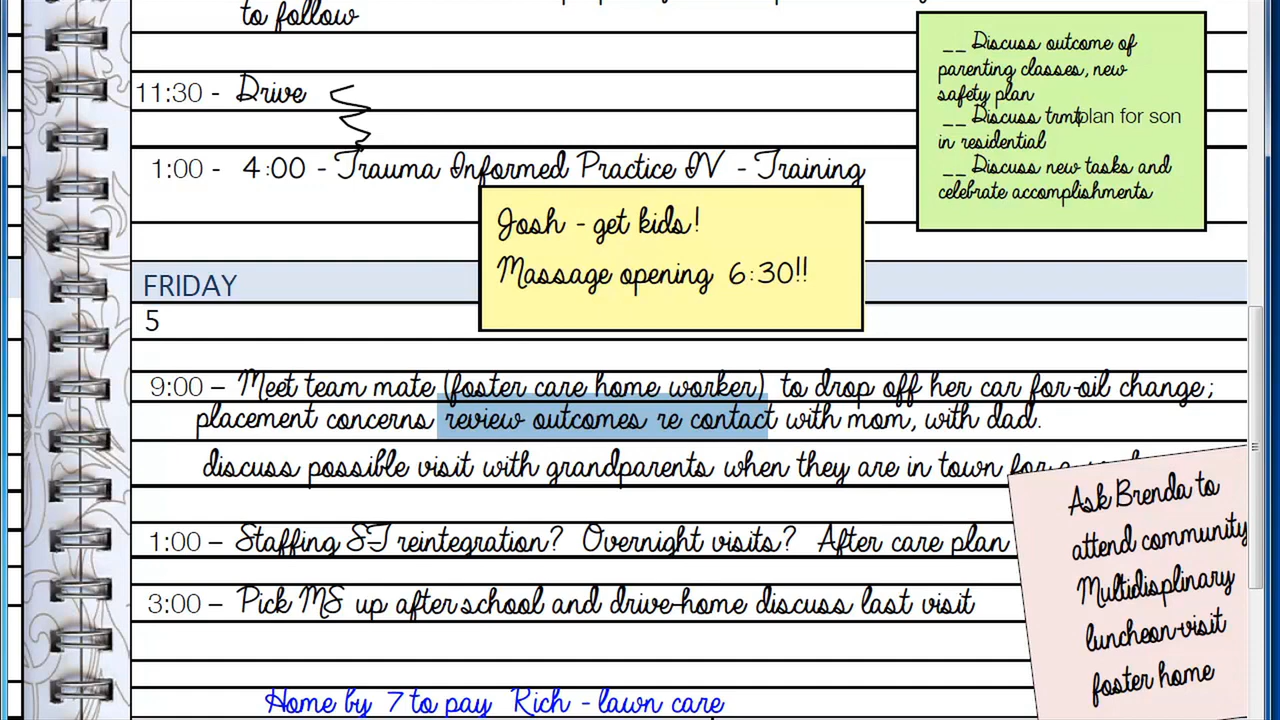 to follow
__ Discuss outcome of
parenting classes, new
safety plan
__ Discuss trmt plan for son
in residential
__ Discuss new tasks and
celebrate accomplishments
11:30 - Drive
1:00 - 4:00 - Trauma Informed Practice IV - Training
Josh - get kids!
Massage opening 6:30!!
FRIDAY
5
9:00 – Meet team mate (foster care home worker) to drop off her car for oil change;
placement concerns review outcomes re contact with mom, with dad.
discuss possible visit with grandparents when they are in town for a
1:00 – Staffing ST reintegration? Overnight visits? After care plan
3:00 – Pick MS up after school and drive home discuss last visit
Ask Brenda to
attend community
Multidisplinary
luncheon-visit
foster home
Home by 7 to pay Rich - lawn care